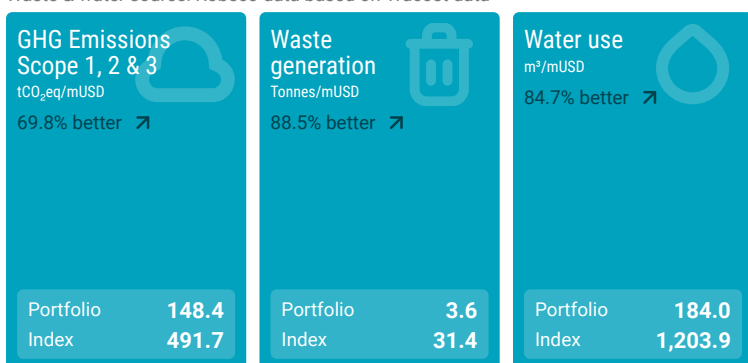 GHG Emissions
Scope 1, 2 & 3
tCO₂eq/mUSD
69.8% better
Portfolio 148.4
Index 491.7
Waste
generation
Tonnes/mUSD
88.5% better
Portfolio 3.6
Index 31.4
Water use
m³/mUSD
84.7% better
Portfolio 184.0
Index 1,203.9